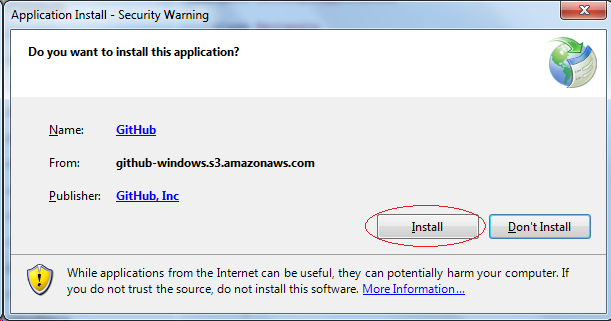 Application Install - Security Warning
Do you want to install this application?
Name: GitHub
From: github-windows.s3.amazonaws.com
Publisher: GitHub, Inc
Install Don't Install
While applications from the Internet can be useful, they can potentially harm your computer. If
you do not trust the source, do not install this software. More Information...